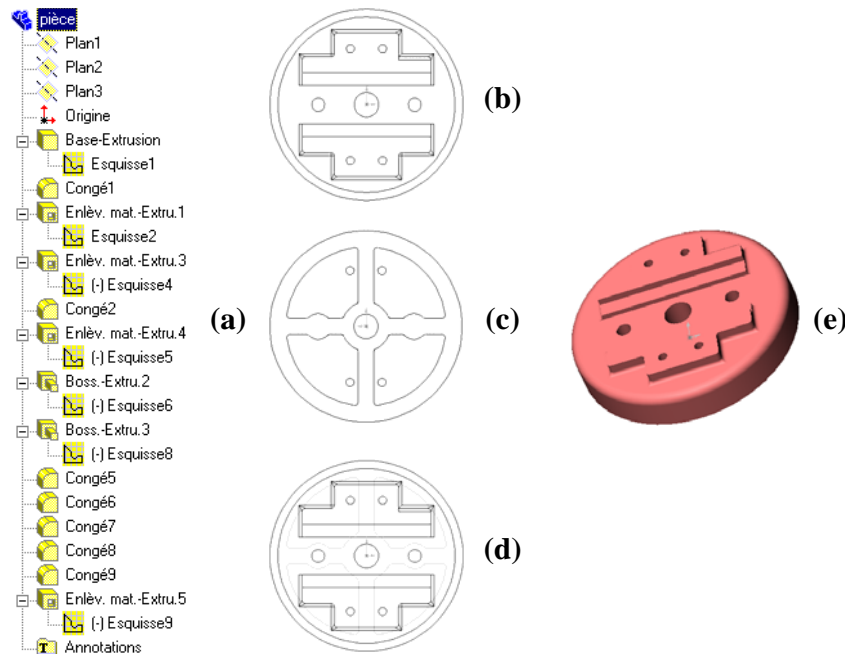 pièce
Plan1
Plan2
Plan3
Origine
Base-Extrusion
Esquisse1
Congé1
Enlèv. mat.-Extru.1
Esquisse2
Enlèv. mat.-Extru.3
(-) Esquisse4
Congé2
Enlèv. mat.-Extru.4
(-) Esquisse5
Boss.-Extru.2
(-) Esquisse6
Boss.-Extru.3
(-) Esquisse8
Congé5
Congé6
Congé7
Congé8
Congé9
Enlèv. mat.-Extru.5
(-) Esquisse9
T Annotations
(a)
(b)
(c)
(d)
(e)